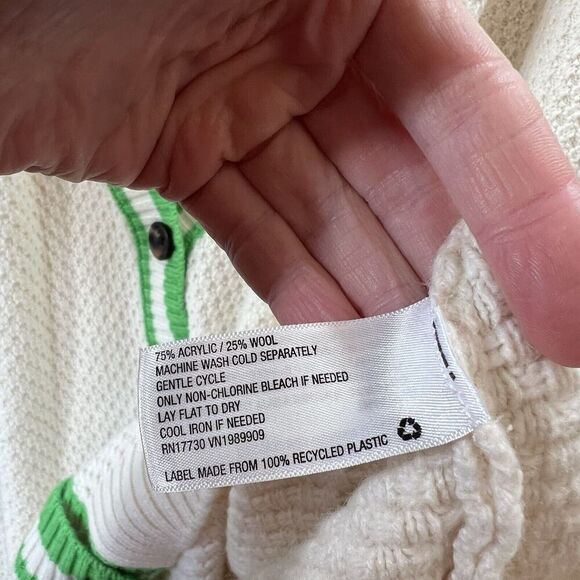 75% ACRYLIC / 25% WOOL
MACHINE WASH COLD SEPARATELY
GENTLE CYCLE
ONLY NON-CHLORINE BLEACH IF NEEDED
LAY FLAT TO DRY
COOL IRON IF NEEDED
RN17730 VN1989909
LABEL MADE FROM 100% RECYCLED PLASTIC